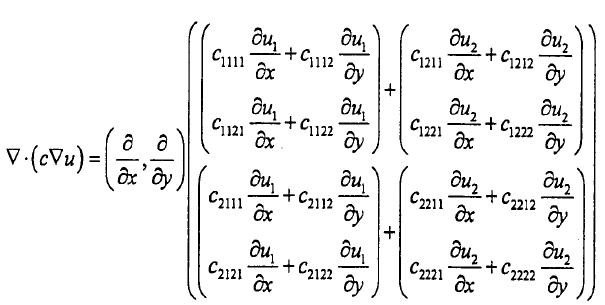 ∇·(c∇u) = (∂/∂x, ∂/∂y) ( ( c₁₁₁₁ ∂u₁/∂x + c₁₁₁₂ ∂u₁/∂y ; c₁₁₂₁ ∂u₁/∂x + c₁₁₂₂ ∂u₁/∂y ) + ( c₁₂₁₁ ∂u₂/∂x + c₁₂₁₂ ∂u₂/∂y ; c₁₂₂₁ ∂u₂/∂x + c₁₂₂₂ ∂u₂/∂y )
( c₂₁₁₁ ∂u₁/∂x + c₂₁₁₂ ∂u₁/∂y ; c₂₁₂₁ ∂u₁/∂x + c₂₁₂₂ ∂u₁/∂y ) + ( c₂₂₁₁ ∂u₂/∂x + c₂₂₁₂ ∂u₂/∂y ; c₂₂₂₁ ∂u₂/∂x + c₂₂₂₂ ∂u₂/∂y ) )